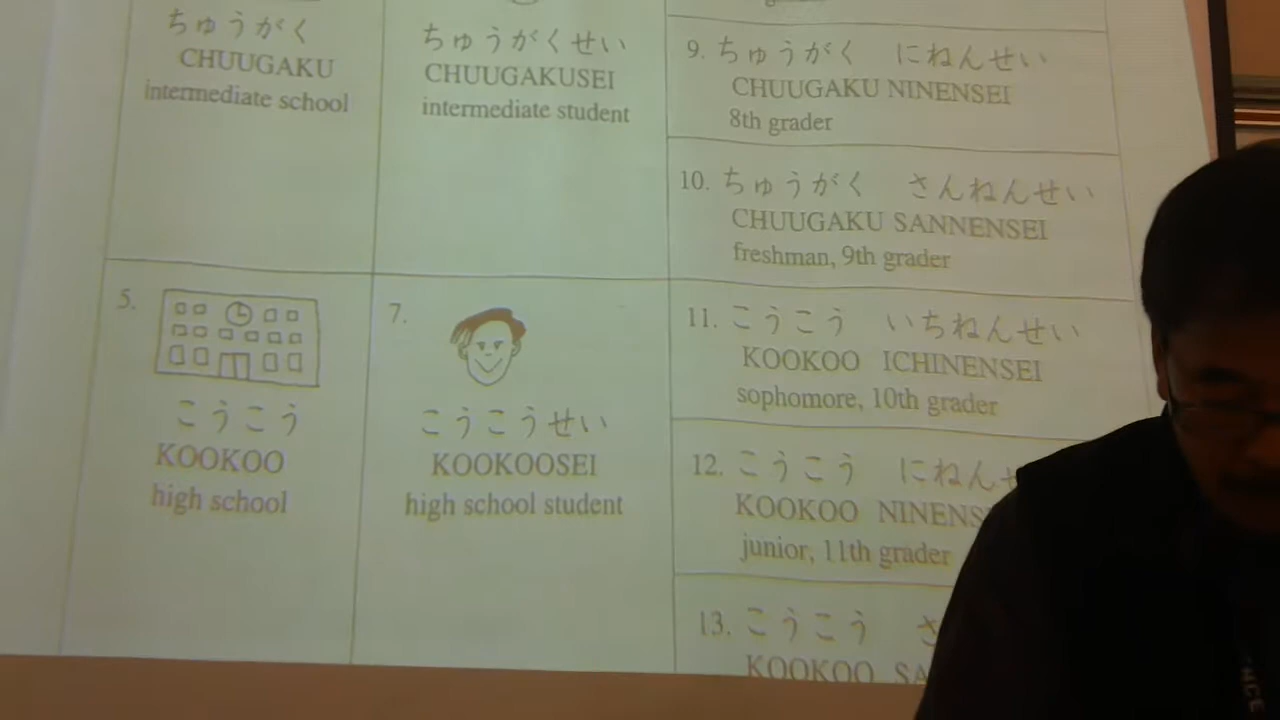 ちゅうがく
CHUUGAKU
intermediate school
ちゅうがくせい
CHUUGAKUSEI
intermediate student
9. ちゅうがく にねんせい
CHUUGAKU NINENSEI
8th grader
10. ちゅうがく さんねんせい
CHUUGAKU SANNENSEI
freshman, 9th grader
5.
こうこう
KOOKOO
high school
7.
こうこうせい
KOOKOOSEI
high school student
11. こうこう いちねんせい
KOOKOO ICHINENSEI
sophomore, 10th grader
12. こうこう にねん
KOOKOO NINENS
junior, 11th grader
13. こうこう さ
KOOKOO SA